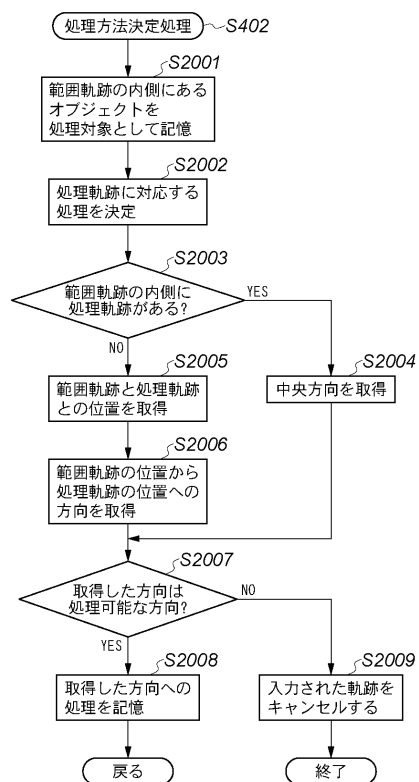 処理方法決定処理
S402
S2001
範囲軌跡の内側にある
オブジェクトを
処理対象として記憶
S2002
処理軌跡に対応する
処理を決定
S2003
範囲軌跡の内側に
処理軌跡がある?
YES
NO
S2005
範囲軌跡と処理軌跡
との位置を取得
S2004
中央方向を取得
S2006
範囲軌跡の位置から
処理軌跡の位置への
方向を取得
S2007
取得した方向は
処理可能な方向?
NO
YES
S2008
取得した方向への
処理を記憶
S2009
入力された軌跡を
キャンセルする
戻る
終了